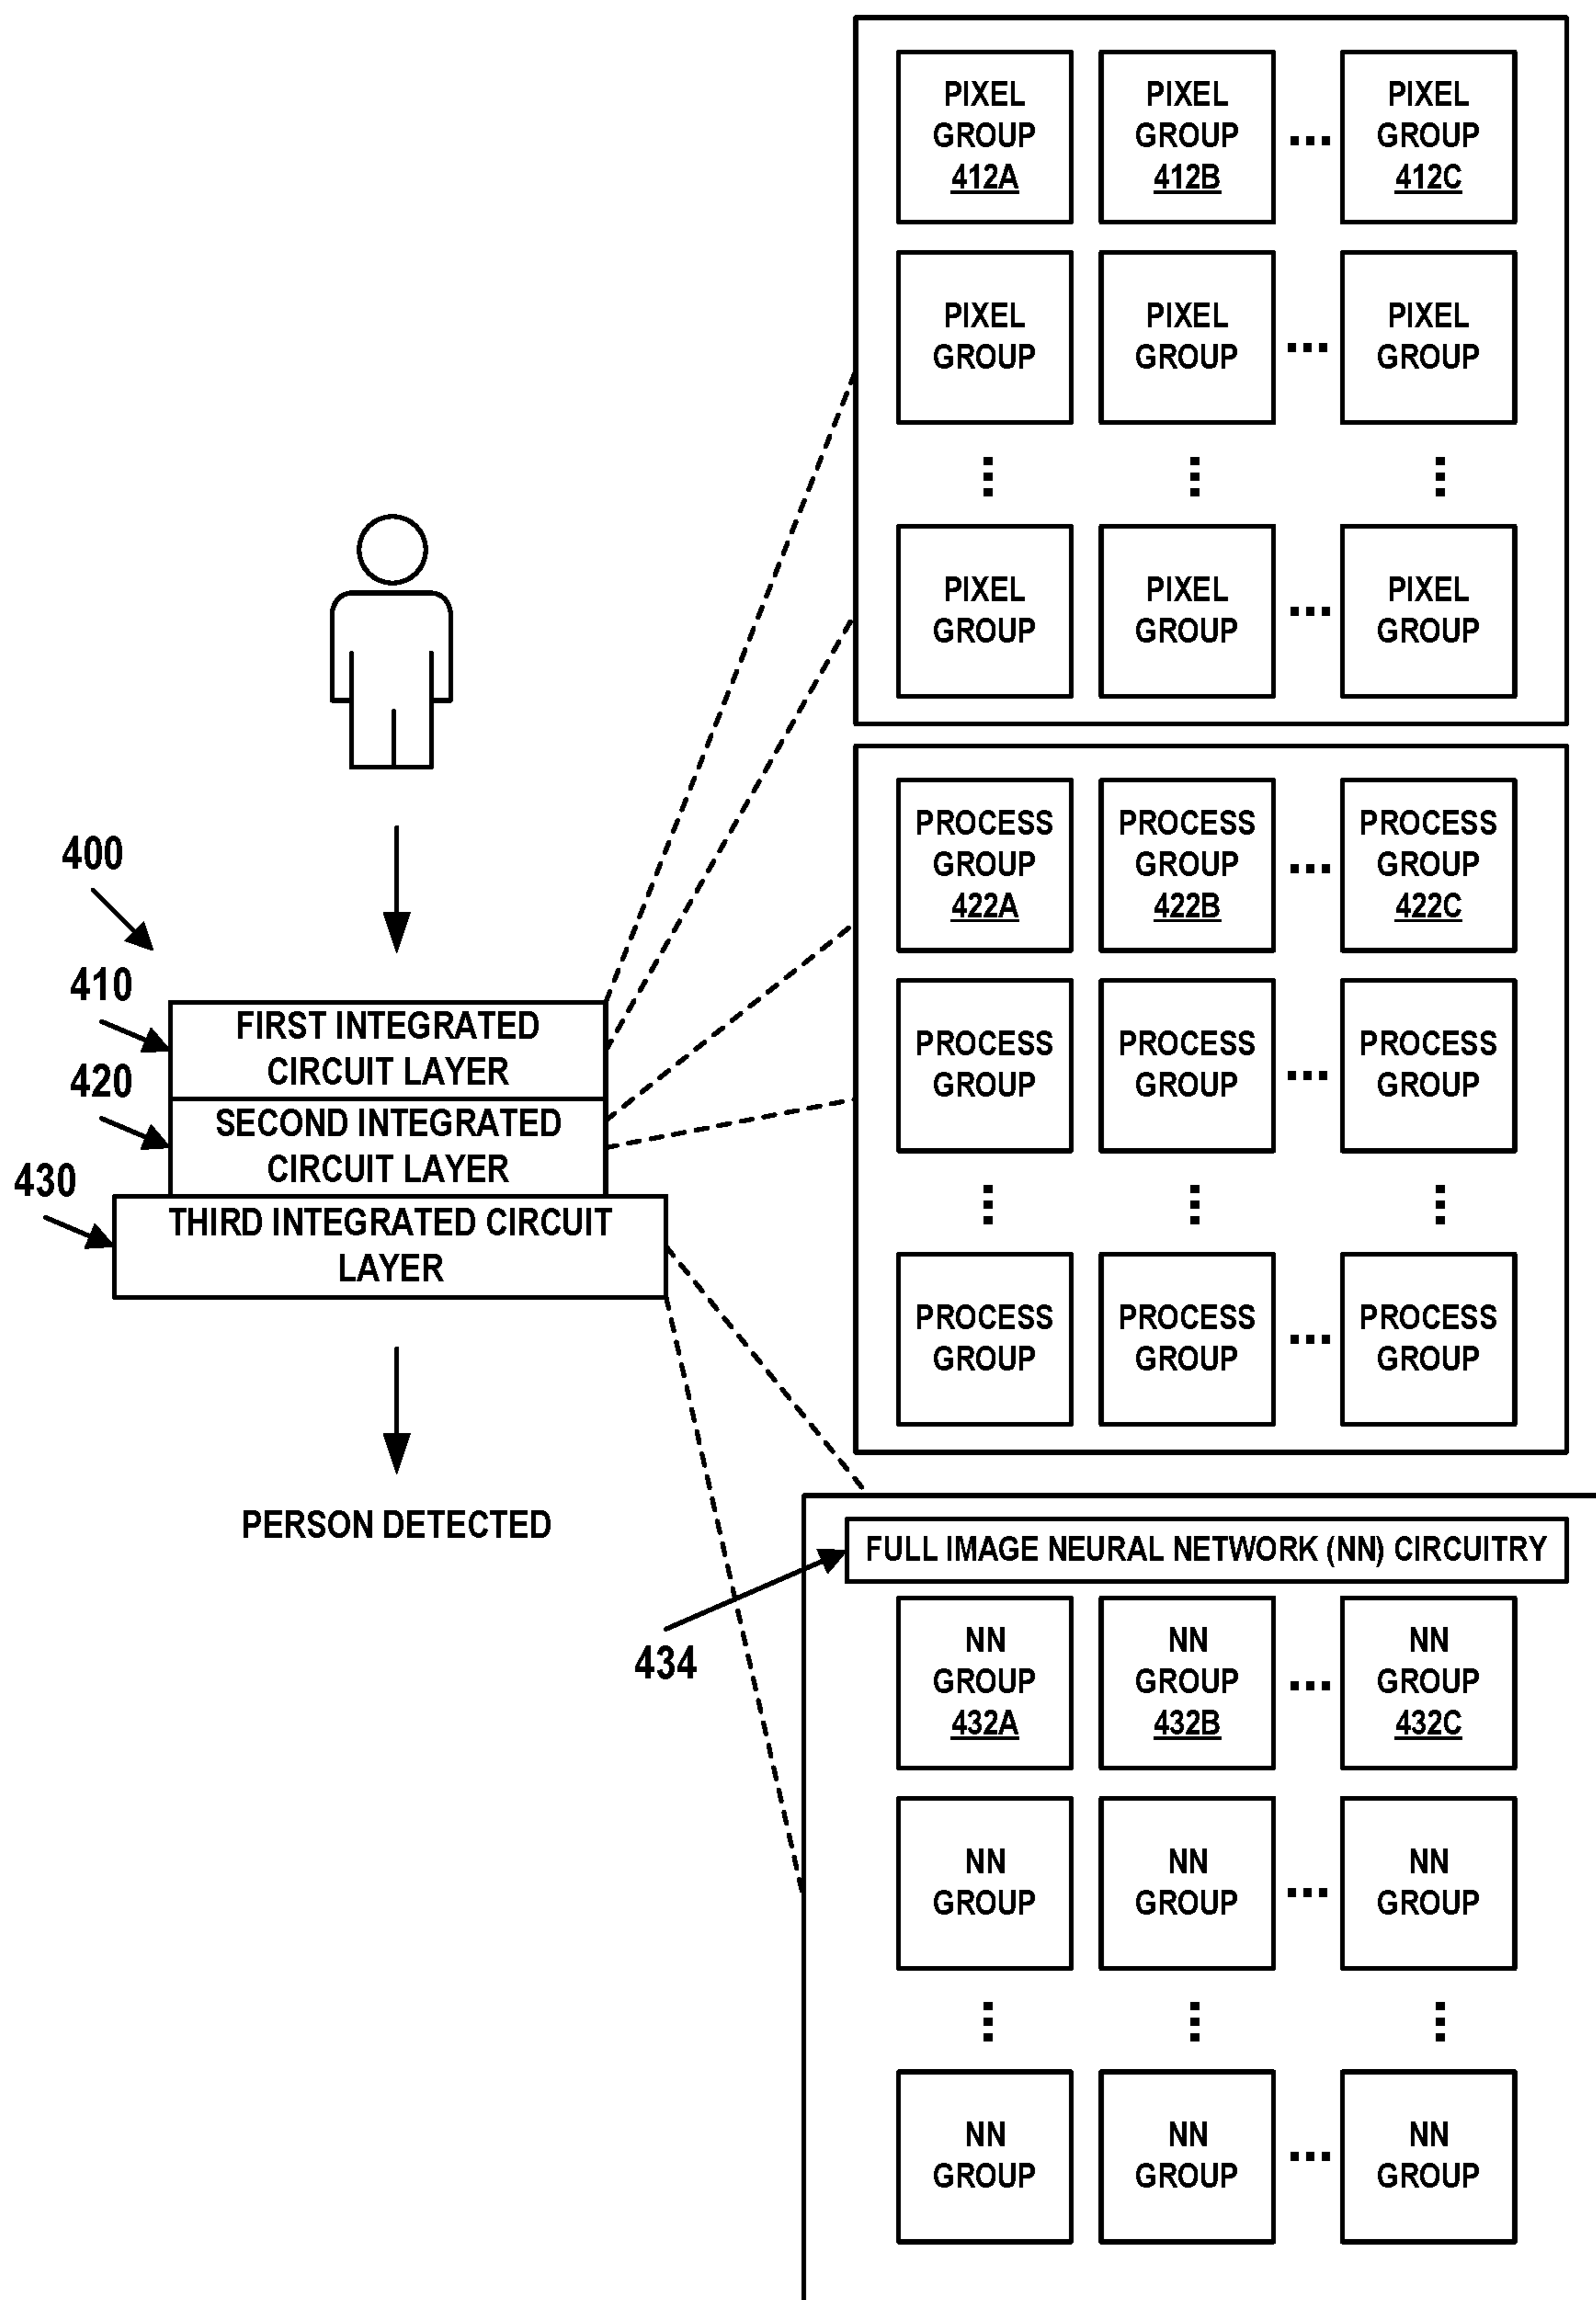 PIXEL GROUP 412A
PIXEL GROUP 412B
...
PIXEL GROUP 412C
PIXEL GROUP
PIXEL GROUP
...
PIXEL GROUP
PIXEL GROUP
PIXEL GROUP
...
PIXEL GROUP
400
410
FIRST INTEGRATED
CIRCUIT LAYER
420
SECOND INTEGRATED
CIRCUIT LAYER
430
THIRD INTEGRATED CIRCUIT
LAYER
PERSON DETECTED
PROCESS GROUP 422A
PROCESS GROUP 422B
...
PROCESS GROUP 422C
PROCESS GROUP
PROCESS GROUP
...
PROCESS GROUP
PROCESS GROUP
PROCESS GROUP
...
PROCESS GROUP
434
FULL IMAGE NEURAL NETWORK (NN) CIRCUITRY
NN GROUP 432A
NN GROUP 432B
...
NN GROUP 432C
NN GROUP
NN GROUP
...
NN GROUP
NN GROUP
NN GROUP
...
NN GROUP